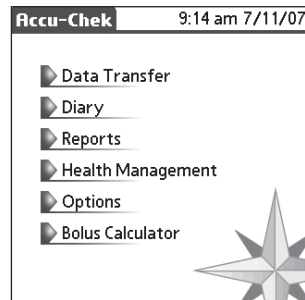 Accu-Chek 9:14 am 7/11/07
Data Transfer
Diary
Reports
Health Management
Options
Bolus Calculator